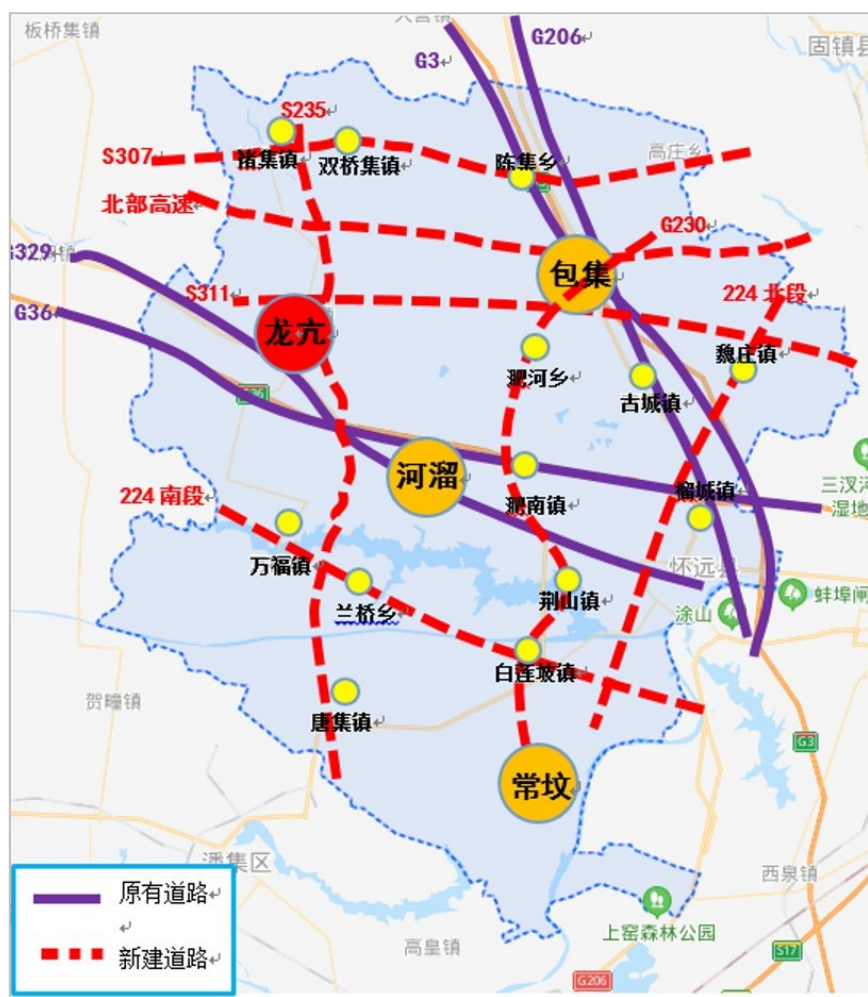 板桥集镇
G206
固镇县
G3
S235
S307
禇集镇
双桥集镇
陈集乡
高庄乡
北部高速
G230
G329
包集
S311
224 北段
G36
龙亢
淝河乡
魏庄镇
古城镇
河溜
224 南段
淝南镇
榴城镇
三汊河
湿地
万福镇
怀远县
兰桥乡
荆山镇
涂山
蚌埠闸
白莲坡镇
贺疃镇
唐集镇
G3
常坟
潘集区
西泉镇
原有道路
上窑森林公园
高皇镇
新建道路
S17
G206